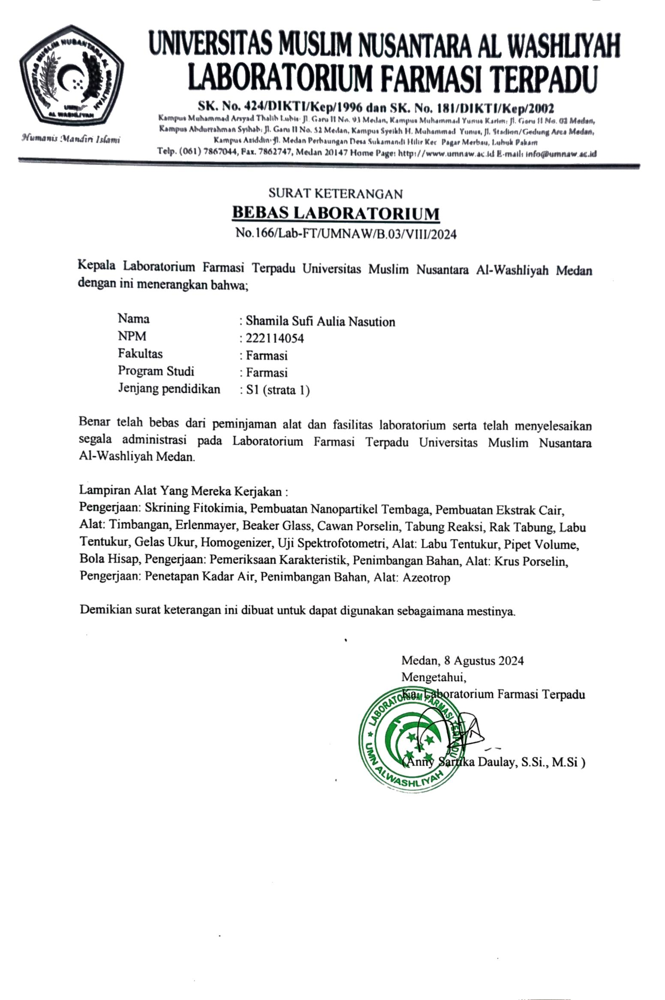 UNIVERSITAS MUSLIM NUSANTARA AL WASHLIYAH
UMN
AL WASHLIYAH
Humanis Mandiri Islami
UNIVERSITAS MUSLIM NUSANTARA AL WASHLIYAH
LABORATORIUM FARMASI TERPADU
SK. No. 424/DIKTI/Kep/1996 dan SK. No. 181/DIKTI/Kep/2002
Kampus Muhammad Arsyad Thalib Lubis: Jl. Garu II No. 93 Medan, Kampus Muhammad Yunus Karim: Jl. Garu II No. 02 Medan,
Kampus Abdurrahman Syihab: Jl. Garu II No. 52 Medan, Kampus Syeikh H. Muhammad Yunus, Jl. Stadion/Gedung Arca Medan,
Kampus Aziddin: Jl. Medan Perbaungan Desa Sukamandi Hilir Kec Pagar Merbau, Lubuk Pakam
Telp. (061) 7867044, Fax. 7862747, Medan 20147 Home Page: http://www.umnaw.ac.id E-mail: info@umnaw.ac.id
SURAT KETERANGAN
BEBAS LABORATORIUM
No.166/Lab-FT/UMNAW/B.03/VIII/2024
Kepala Laboratorium Farmasi Terpadu Universitas Muslim Nusantara Al-Washliyah Medan
dengan ini menerangkan bahwa;
Nama : Shamila Sufi Aulia Nasution
NPM : 222114054
Fakultas : Farmasi
Program Studi : Farmasi
Jenjang pendidikan : S1 (strata 1)
Benar telah bebas dari peminjaman alat dan fasilitas laboratorium serta telah menyelesaikan
segala administrasi pada Laboratorium Farmasi Terpadu Universitas Muslim Nusantara
Al-Washliyah Medan.
Lampiran Alat Yang Mereka Kerjakan :
Pengerjaan: Skrining Fitokimia, Pembuatan Nanopartikel Tembaga, Pembuatan Ekstrak Cair,
Alat: Timbangan, Erlenmayer, Beaker Glass, Cawan Porselin, Tabung Reaksi, Rak Tabung, Labu
Tentukur, Gelas Ukur, Homogenizer, Uji Spektrofotometri, Alat: Labu Tentukur, Pipet Volume,
Bola Hisap, Pengerjaan: Pemeriksaan Karakteristik, Penimbangan Bahan, Alat: Krus Porselin,
Pengerjaan: Penetapan Kadar Air, Penimbangan Bahan, Alat: Azeotrop
Demikian surat keterangan ini dibuat untuk dapat digunakan sebagaimana mestinya.
Medan, 8 Agustus 2024
Mengetahui,
Ka. Laboratorium Farmasi Terpadu
LABORATORIUM FARMASI TERPADU
UMN ALWASHLIYAH
(Anny Sartika Daulay, S.Si., M.Si )